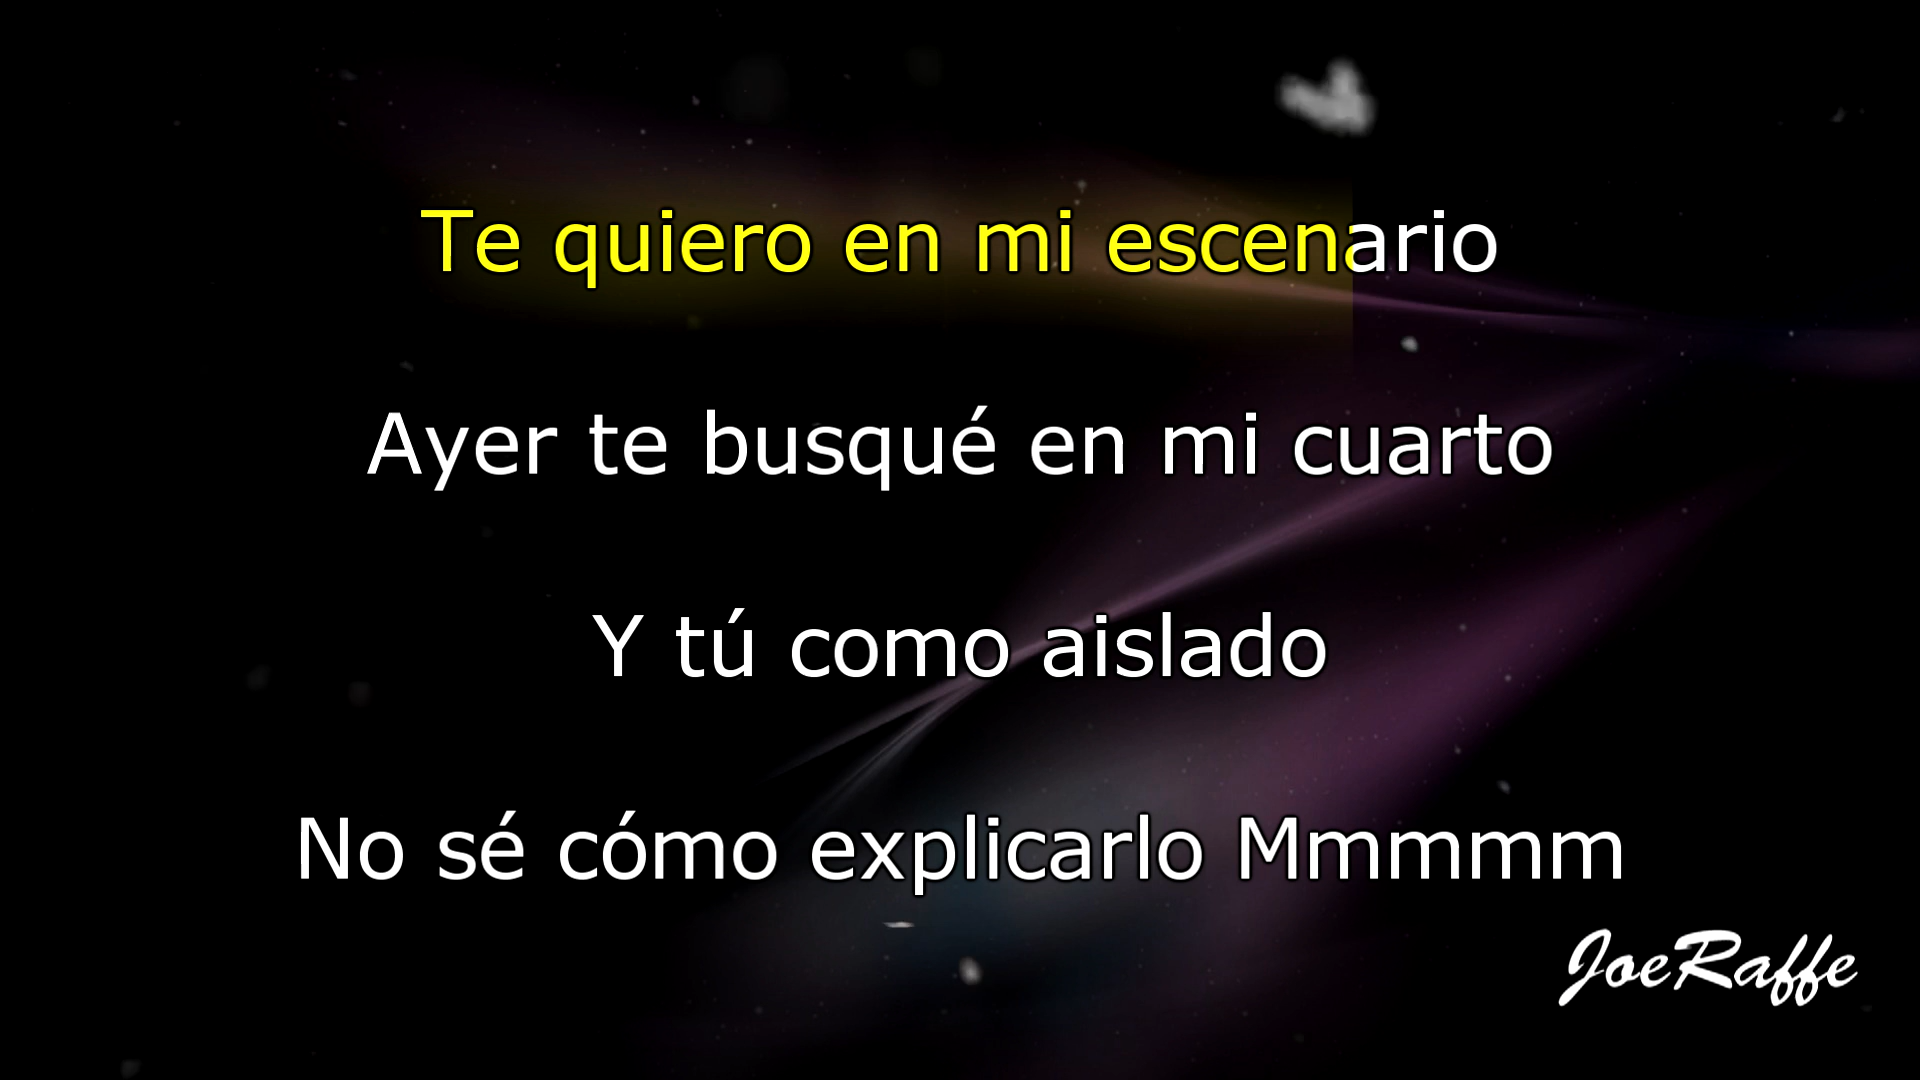 Te quiero en mi escenario
Ayer te busqué en mi cuarto
Y tú como aislado
No sé cómo explicarlo Mmmmm
JoeRaffe